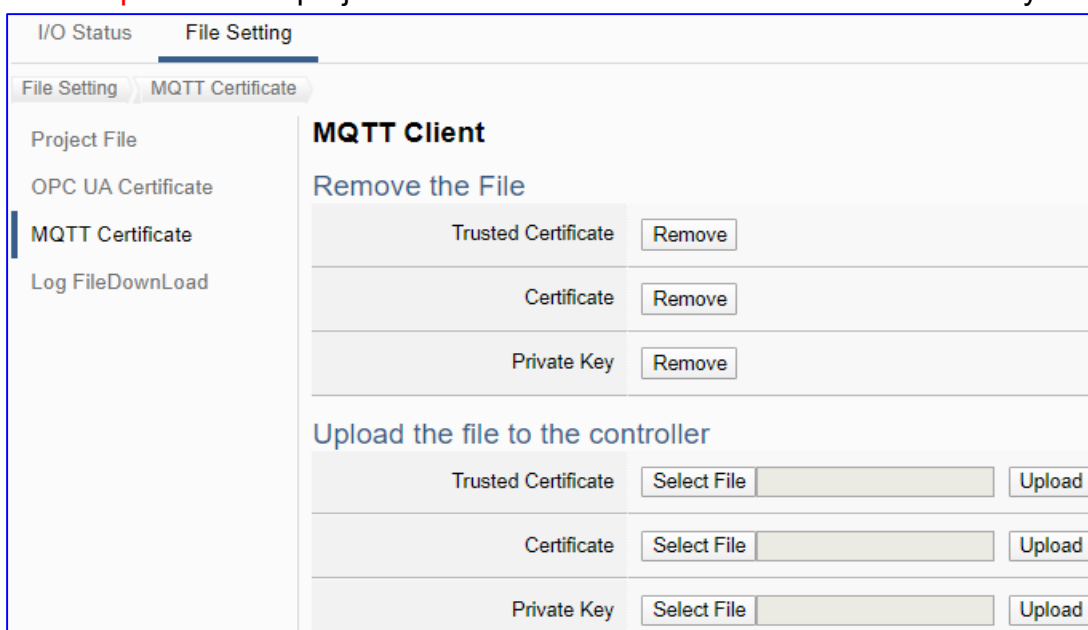 I/O Status File Setting
File Setting MQTT Certificate
Project File
OPC UA Certificate
MQTT Certificate
Log FileDownLoad
MQTT Client
Remove the File
Trusted Certificate Remove
Certificate Remove
Private Key Remove
Upload the file to the controller
Trusted Certificate Select File Upload
Certificate Select File Upload
Private Key Select File Upload